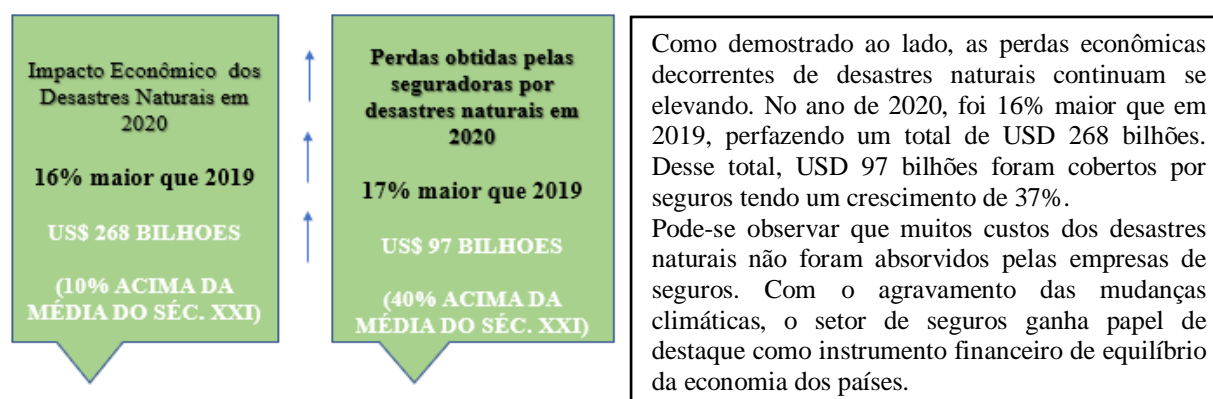 Impacto Econômico dos
Desastres Naturais em
2020
16% maior que 2019
US$ 268 BILHOES
(10% ACIMA DA
MÉDIA DO SÉC. XXI)
Perdas obtidas pelas
seguradoras por
desastres naturais em
2020
17% maior que 2019
US$ 97 BILHOES
(40% ACIMA DA
MÉDIA DO SÉC. XXI)
Como demostrado ao lado, as perdas econômicas
decorrentes de desastres naturais continuam se
elevando. No ano de 2020, foi 16% maior que em
2019, perfazendo um total de USD 268 bilhões.
Desse total, USD 97 bilhões foram cobertos por
seguros tendo um crescimento de 37%.
Pode-se observar que muitos custos dos desastres
naturais não foram absorvidos pelas empresas de
seguros. Com o agravamento das mudanças
climáticas, o setor de seguros ganha papel de
destaque como instrumento financeiro de equilíbrio
da economia dos países.